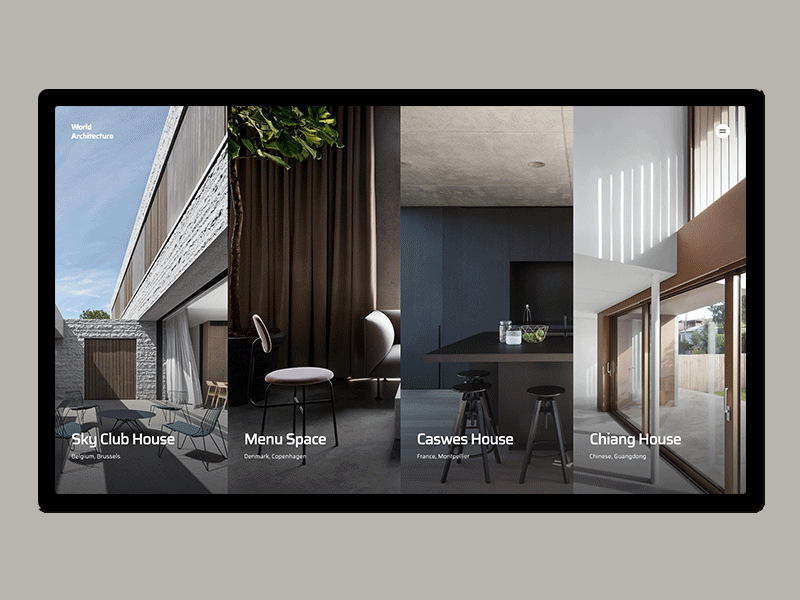 World
Architecture
Sky Club House
Belgium, Brussels
Menu Space
Denmark, Copenhagen
Caswes House
France, Montpellier
Chiang House
Chinese, Guangdong